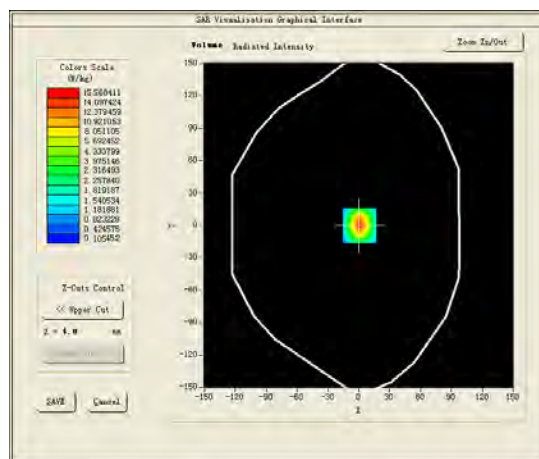 SAR Visualisation Graphical Interface
Volume Radiated Intensity
Zoom In/Out
Colors Scale
(W/kg)
15.568411
14.097424
12.379459
10.921053
8.051105
5.692452
4.330799
3.975146
2.316493
2.257840
1.819187
1.540534
1.181881
0.823228
0.424575
0.105452
150
120
90
60
30
0
-30
-60
-90
-120
-150
Y
-150 -120 -90 -60 -30 0 30 60 90 120 150
X
Z-Cuts Control
<< Upper Cut
Z = 4.0 mm
SAVE
Cancel